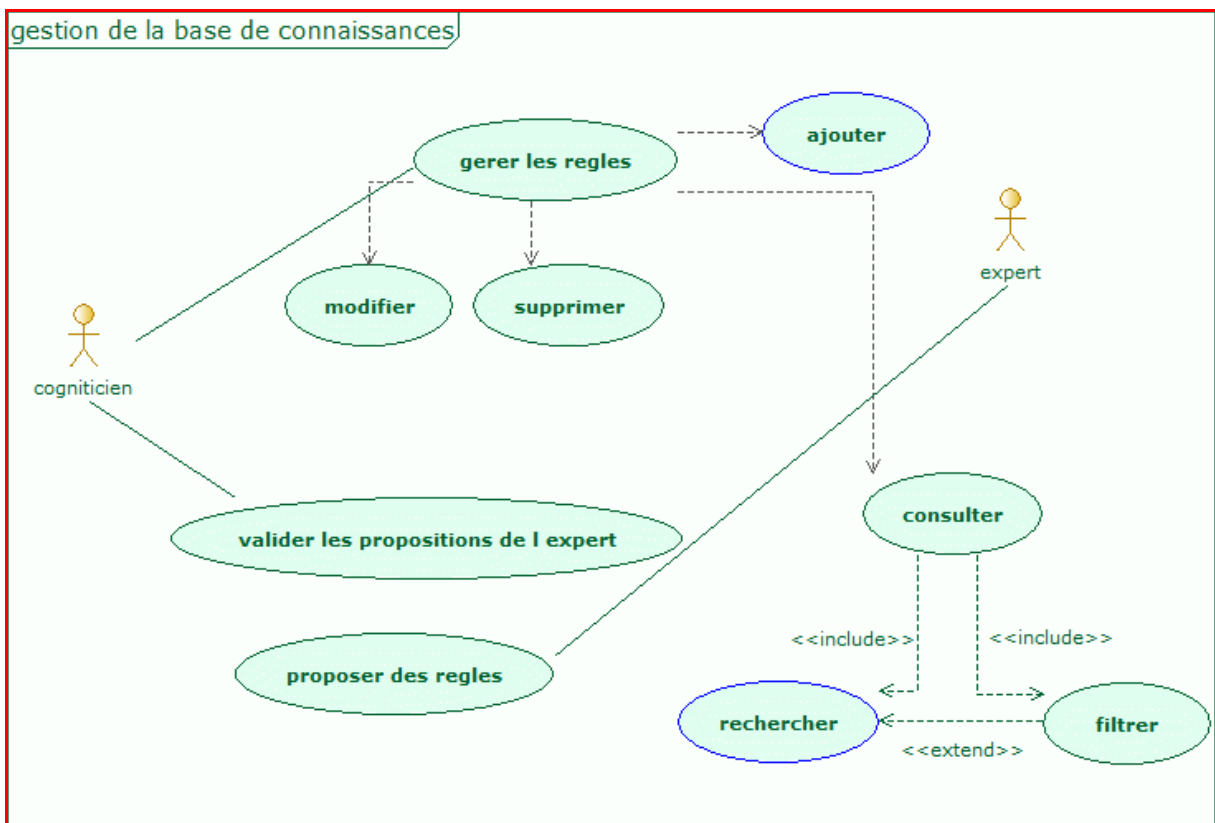 gestion de la base de connaissances
ajouter
gerer les regles
expert
modifier
supprimer
cogniticien
consulter
valider les propositions de l expert
<<include>>
<<include>>
proposer des regles
rechercher
filtrer
<<extend>>